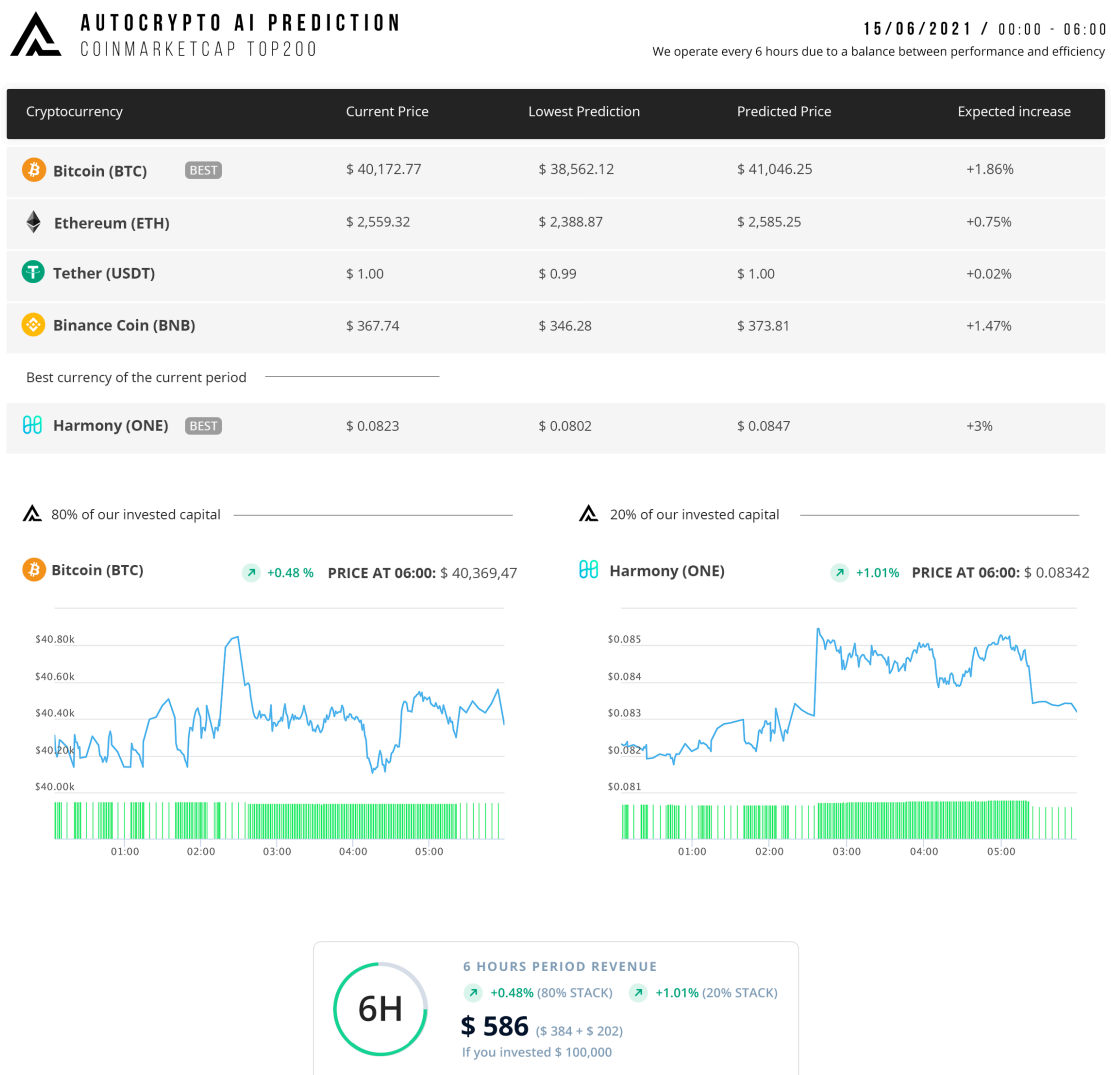 AUTOCRYPTO AI PREDICTION
COINMARKETCAP TOP200
15/06/2021 / 00:00 - 06:00
We operate every 6 hours due to a balance between performance and efficiency
Cryptocurrency Current Price Lowest Prediction Predicted Price Expected increase
Bitcoin (BTC) BEST $ 40,172.77 $ 38,562.12 $ 41,046.25 +1.86%
Ethereum (ETH) $ 2,559.32 $ 2,388.87 $ 2,585.25 +0.75%
Tether (USDT) $ 1.00 $ 0.99 $ 1.00 +0.02%
Binance Coin (BNB) $ 367.74 $ 346.28 $ 373.81 +1.47%
Best currency of the current period
Harmony (ONE) BEST $ 0.0823 $ 0.0802 $ 0.0847 +3%
80% of our invested capital
Bitcoin (BTC) +0.48 % PRICE AT 06:00: $ 40,369,47
$40.80k
$40.60k
$40.40k
$40.20k
$40.00k
01:00 02:00 03:00 04:00 05:00
20% of our invested capital
Harmony (ONE) +1.01% PRICE AT 06:00: $ 0.08342
$0.085
$0.084
$0.083
$0.082
$0.081
01:00 02:00 03:00 04:00 05:00
6H
6 HOURS PERIOD REVENUE
+0.48% (80% STACK) +1.01% (20% STACK)
$ 586 ($ 384 + $ 202)
If you invested $ 100,000